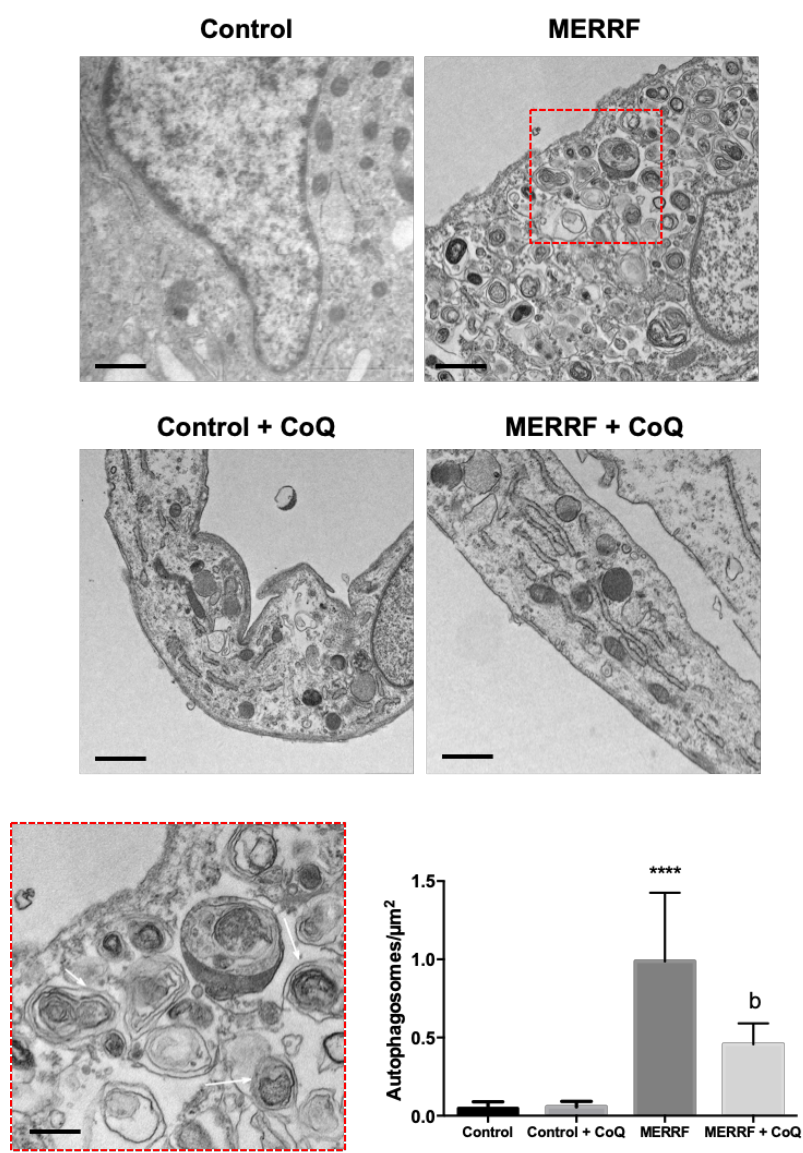 Control
MERRF
Control + CoQ
MERRF + CoQ
Autophagosomes/µm²
1.5
1.0
0.5
0.0
****
b
Control
Control + CoQ
MERRF
MERRF + CoQ